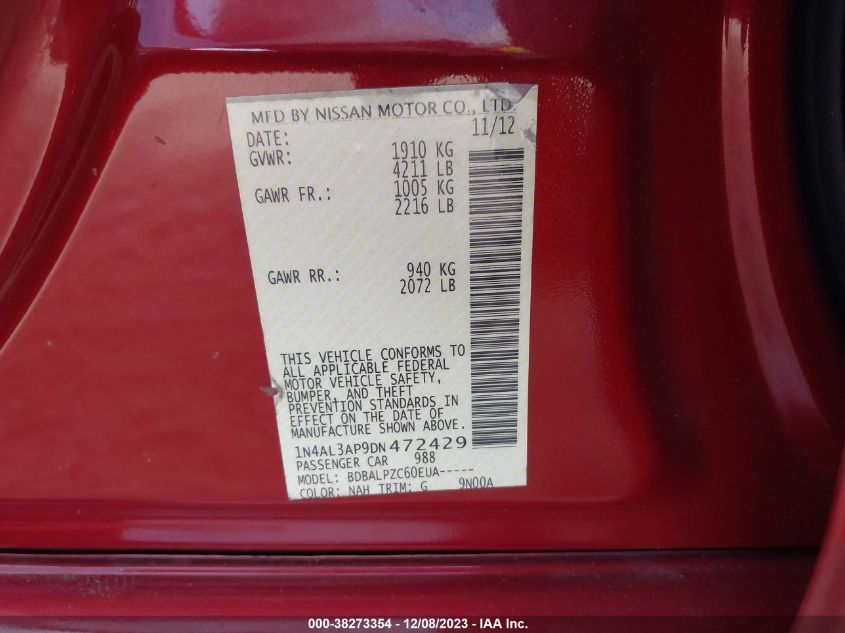 MFD BY NISSAN MOTOR CO., LTD.
DATE: 11/12
GVWR: 1910 KG
4211 LB
GAWR FR.: 1005 KG
2216 LB
GAWR RR.: 940 KG
2072 LB
THIS VEHICLE CONFORMS TO
ALL APPLICABLE FEDERAL
MOTOR VEHICLE SAFETY,
BUMPER, AND THEFT
PREVENTION STANDARDS IN
EFFECT ON THE DATE OF
MANUFACTURE SHOWN ABOVE.
1N4AL3AP9DN472429
PASSENGER CAR 988
MODEL: BDBALPZC60EUA-----
COLOR: NAH TRIM: G 9N00A
000-38273354 - 12/08/2023 - IAA Inc.